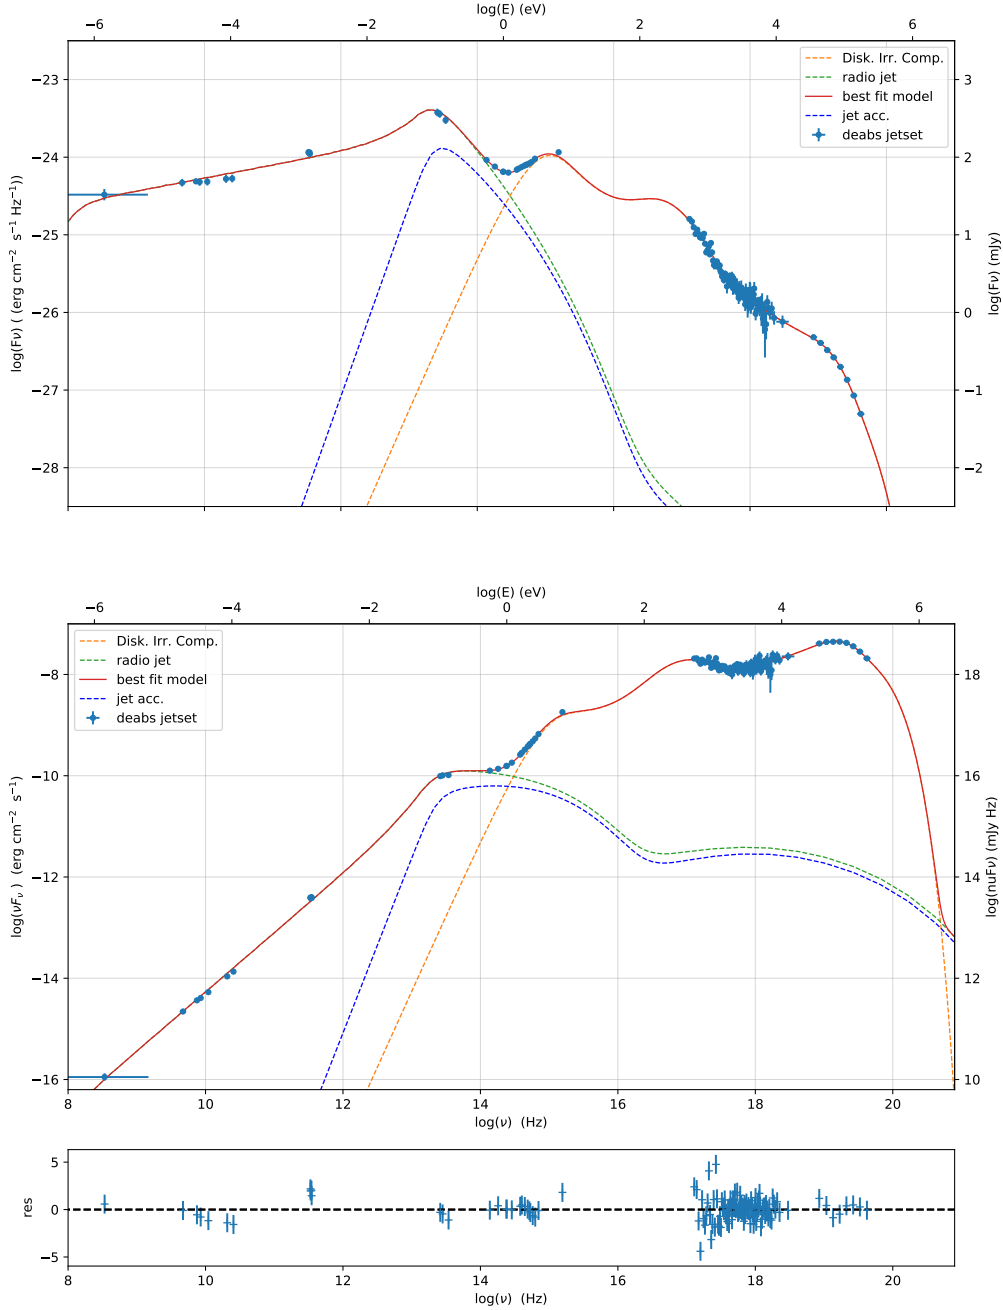 log(E) (eV)
−6 −4 −2 0 2 4 6
Disk. Irr. Comp.
radio jet
best fit model
jet acc.
deabs jetset
log(Fν) ( (erg cm−2 s−1 Hz−1))
−23
−24
−25
−26
−27
−28
log(Fν) (mJy)
3
2
1
0
−1
−2
log(E) (eV)
−6 −4 −2 0 2 4 6
Disk. Irr. Comp.
radio jet
best fit model
jet acc.
deabs jetset
log(νFν ) (erg cm−2 s−1)
−8
−10
−12
−14
−16
log(nuFν) (mJy Hz)
18
16
14
12
10
8 10 12 14 16 18 20
log(ν) (Hz)
res
5
0
−5
8 10 12 14 16 18 20
log(ν) (Hz)